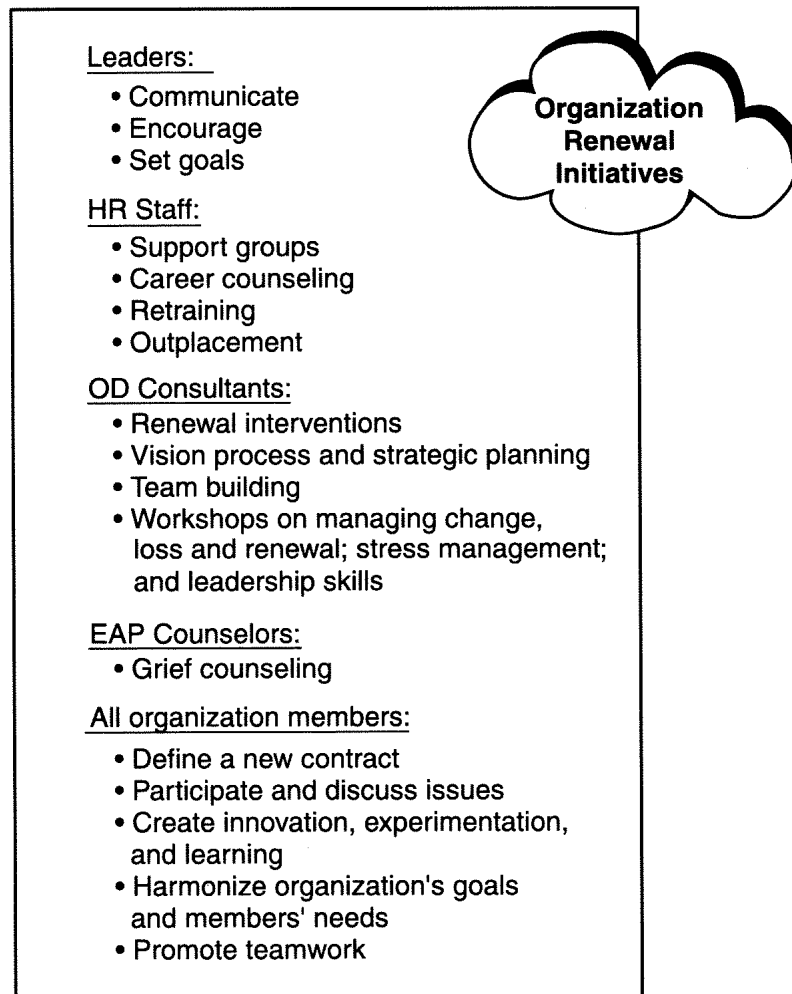 Organization
Renewal
Initiatives
Leaders:
• Communicate
• Encourage
• Set goals
HR Staff:
• Support groups
• Career counseling
• Retraining
• Outplacement
OD Consultants:
• Renewal interventions
• Vision process and strategic planning
• Team building
• Workshops on managing change,
loss and renewal; stress management;
and leadership skills
EAP Counselors:
• Grief counseling
All organization members:
• Define a new contract
• Participate and discuss issues
• Create innovation, experimentation,
and learning
• Harmonize organization's goals
and members' needs
• Promote teamwork